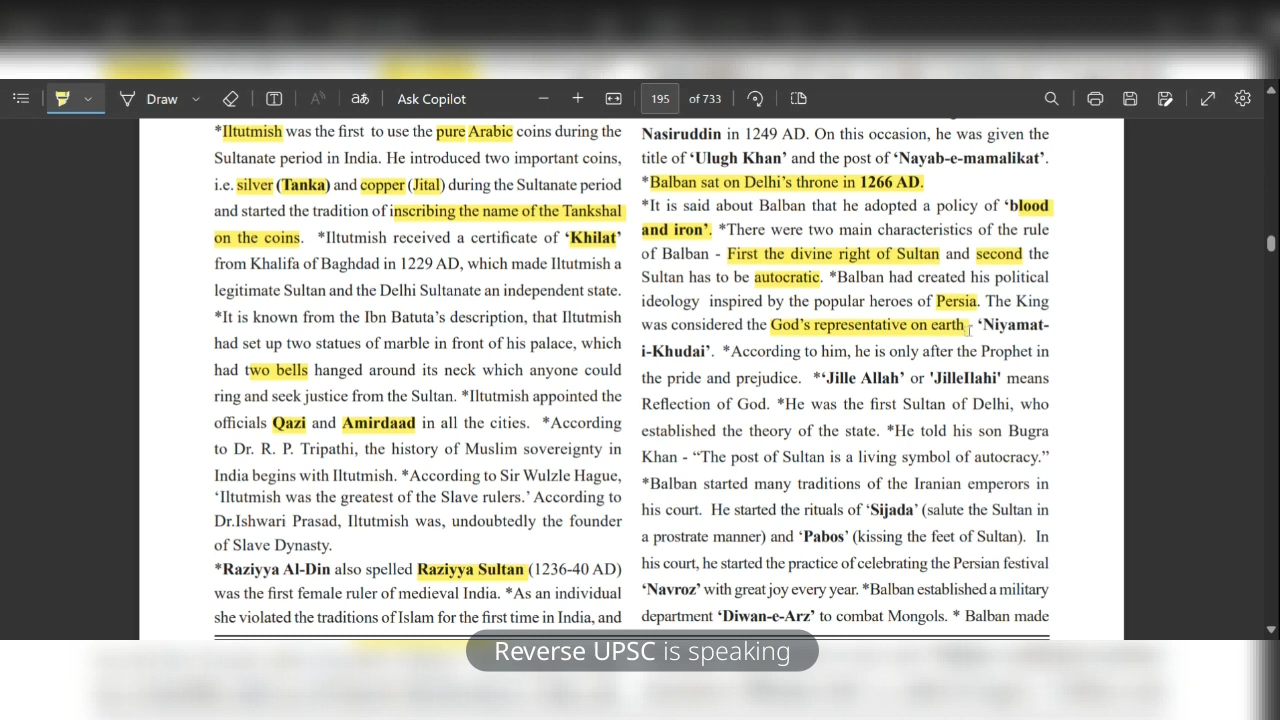 Draw
Ask Copilot
195 of 733
*Iltutmish was the first to use the pure Arabic coins during the
Sultanate period in India. He introduced two important coins,
i.e. silver (Tanka) and copper (Jital) during the Sultanate period
and started the tradition of inscribing the name of the Tankshal
on the coins. *Iltutmish received a certificate of ‘Khilat’
from Khalifa of Baghdad in 1229 AD, which made Iltutmish a
legitimate Sultan and the Delhi Sultanate an independent state.
*It is known from the Ibn Batuta’s description, that Iltutmish
had set up two statues of marble in front of his palace, which
had two bells hanged around its neck which anyone could
ring and seek justice from the Sultan. *Iltutmish appointed the
officials Qazi and Amirdaad in all the cities. *According
to Dr. R. P. Tripathi, the history of Muslim sovereignty in
India begins with Iltutmish. *According to Sir Wulzle Hague,
‘Iltutmish was the greatest of the Slave rulers.’ According to
Dr.Ishwari Prasad, Iltutmish was, undoubtedly the founder
of Slave Dynasty.
*Raziyya Al-Din also spelled Raziyya Sultan (1236-40 AD)
was the first female ruler of medieval India. *As an individual
she violated the traditions of Islam for the first time in India, and
Nasiruddin in 1249 AD. On this occasion, he was given the
title of ‘Ulugh Khan’ and the post of ‘Nayab-e-mamalikat’.
*Balban sat on Delhi’s throne in 1266 AD.
*It is said about Balban that he adopted a policy of ‘blood
and iron’. *There were two main characteristics of the rule
of Balban - First the divine right of Sultan and second the
Sultan has to be autocratic. *Balban had created his political
ideology inspired by the popular heroes of Persia. The King
was considered the God’s representative on earth - ‘Niyamat-
i-Khudai’. *According to him, he is only after the Prophet in
the pride and prejudice. *‘Jille Allah’ or 'JilleIlahi' means
Reflection of God. *He was the first Sultan of Delhi, who
established the theory of the state. *He told his son Bugra
Khan - “The post of Sultan is a living symbol of autocracy.”
*Balban started many traditions of the Iranian emperors in
his court. He started the rituals of ‘Sijada’ (salute the Sultan in
a prostrate manner) and ‘Pabos’ (kissing the feet of Sultan). In
his court, he started the practice of celebrating the Persian festival
‘Navroz’ with great joy every year. *Balban established a military
department ‘Diwan-e-Arz’ to combat Mongols. * Balban made
Reverse UPSC is speaking